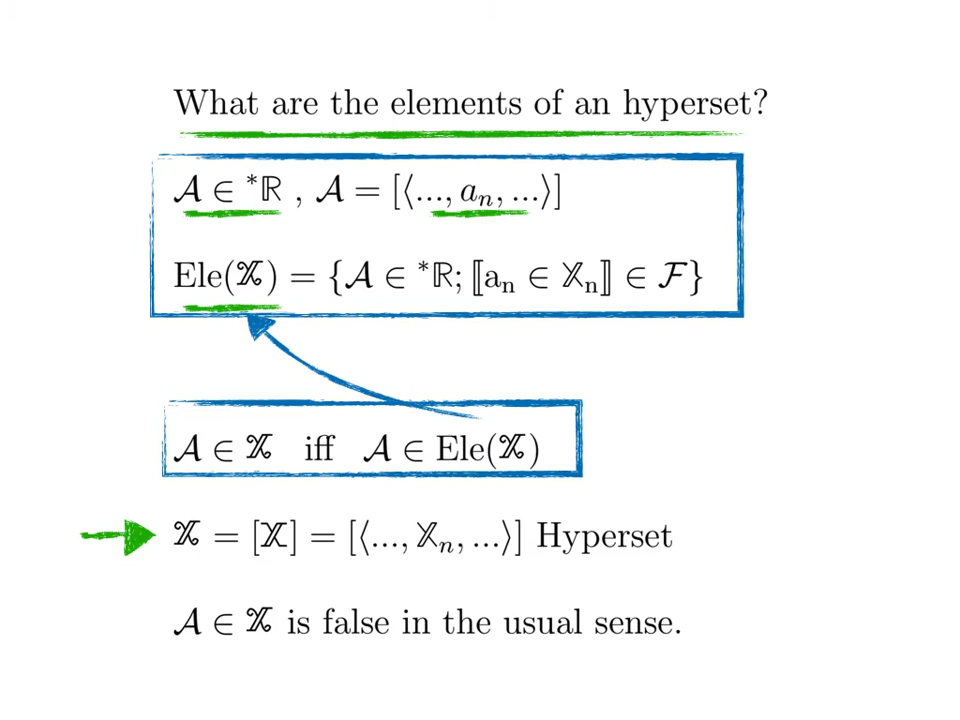 What are the elements of an hyperset?
𝒜 ∈ *ℝ , 𝒜 = [⟨..., aₙ, ...⟩]
Ele(𝕏) = {𝒜 ∈ *ℝ; ⟦aₙ ∈ 𝕏ₙ⟧ ∈ ℱ}
𝒜 ∈ 𝕏 iff 𝒜 ∈ Ele(𝕏)
𝕏 = [𝕏] = [⟨..., 𝕏ₙ, ...⟩] Hyperset
𝒜 ∈ 𝕏 is false in the usual sense.